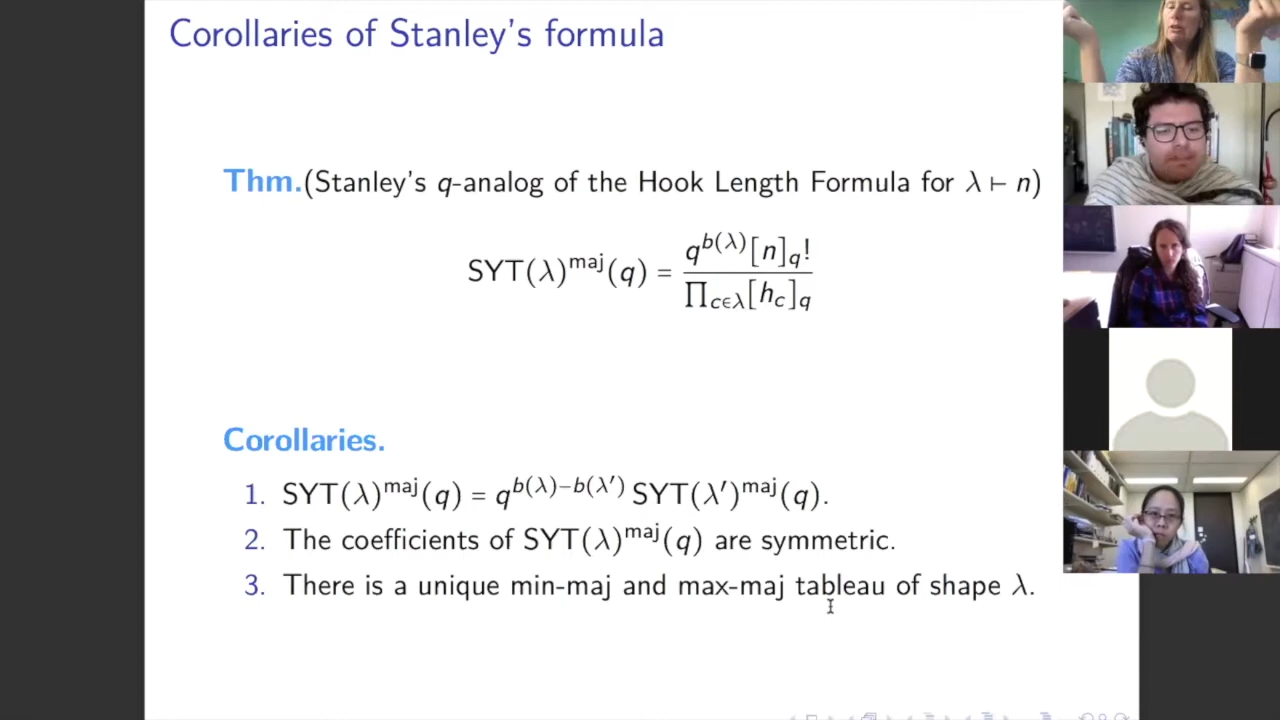 Corollaries of Stanley's formula
Thm.(Stanley's q-analog of the Hook Length Formula for λ ⊢ n)
SYT(λ)^maj(q) = q^b(λ)[n]_q! / ∏_c∈λ[h_c]_q
Corollaries.
1. SYT(λ)^maj(q) = q^b(λ)−b(λ′) SYT(λ′)^maj(q).
2. The coefficients of SYT(λ)^maj(q) are symmetric.
3. There is a unique min-maj and max-maj tableau of shape λ.